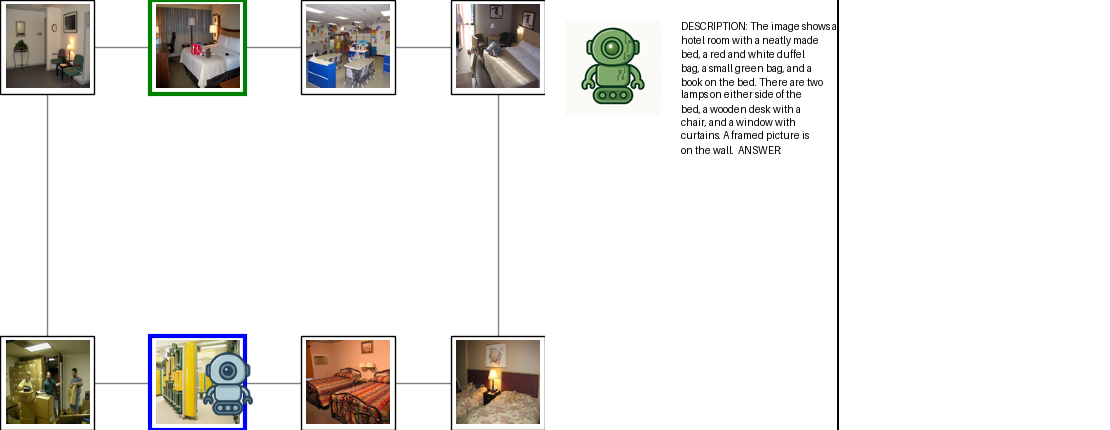 DESCRIPTION: The image shows a
hotel room with a neatly made
bed, a red and white duffel
bag, a small green bag, and a
book on the bed. There are two
lamps on either side of the
bed, a wooden desk with a
chair, and a window with
curtains. A framed picture is
on the wall. ANSWER: